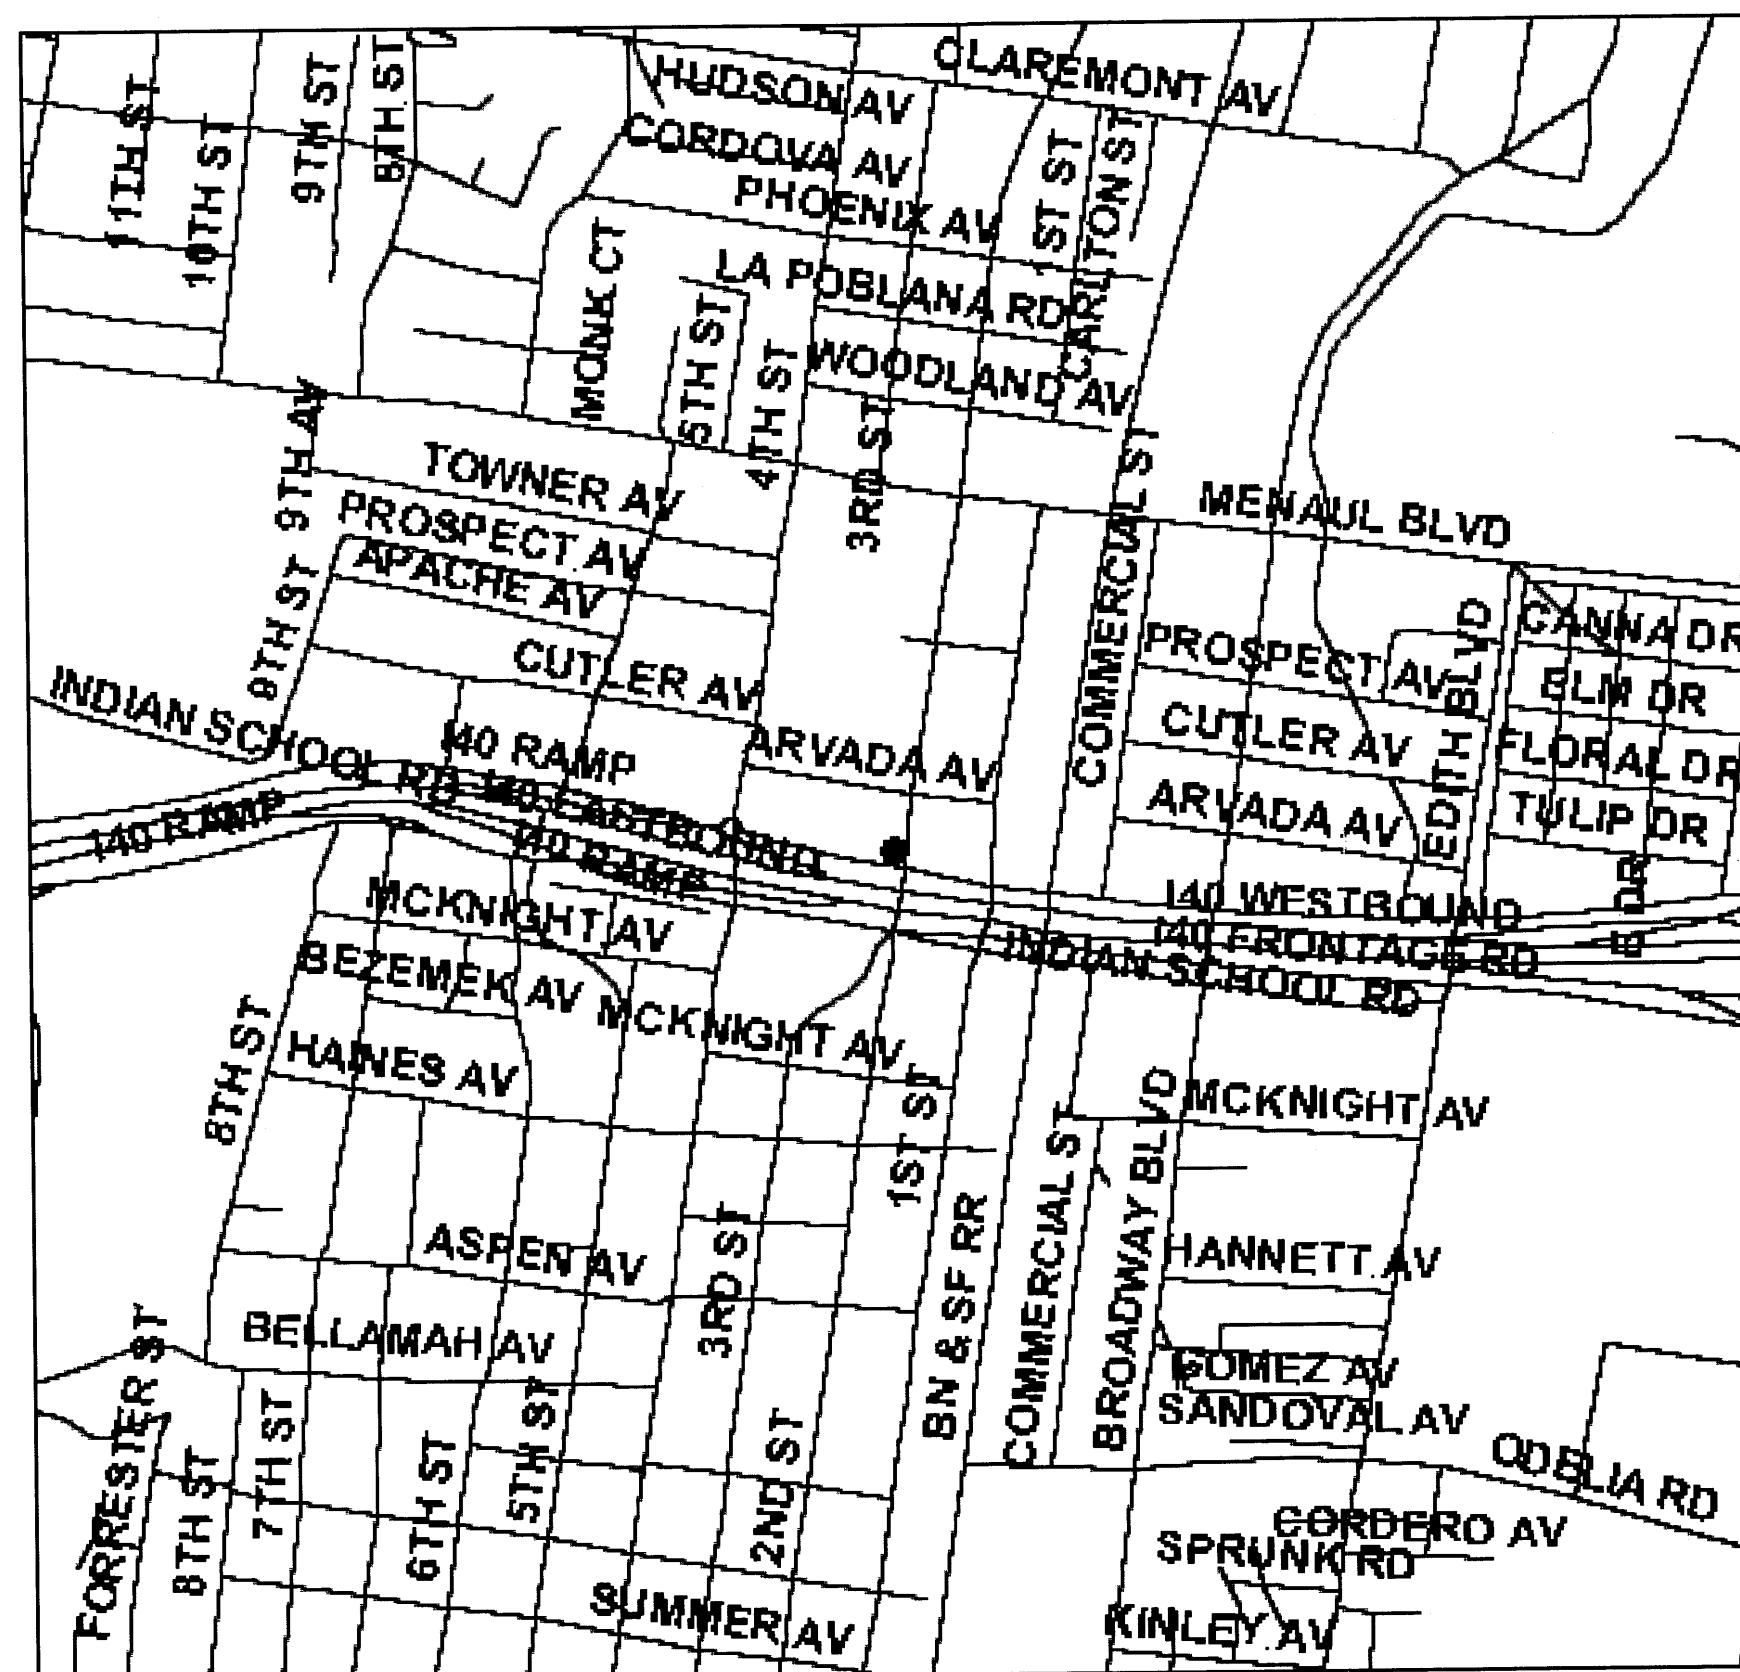 CLAREMONT AV
HUDSON AV
CORDOVA AV
PHOENIX AV
LA POBLANA RD
WOODLAND AV
11TH ST
10TH ST
9TH ST
8TH ST
MONK CT
5TH ST
4TH ST
3RD ST
1ST ST
CARLTON ST
9TH AV
9TH
8TH ST
TOWNER AV
PROSPECT AV
APACHE AV
CUTLER AV
ARVADA AV
MENAUL BLVD
COMMERCIAL ST
PROSPECT AV
CUTLER AV
ARVADA AV
EDITH BLVD
CANNA DR
ELM DR
FLORAL DR
TULIP DR
E DR
INDIAN SCHOOL RD
I40 RAMP
I40 EASTBOUND
I40 RAMP
I40 RAMP
I40 WESTBOUND
I40 FRONTAGE RD
INDIAN SCHOOL RD
MCKNIGHT AV
BEZEMEK AV
MCKNIGHT AV
HAINES AV
8TH ST
1ST ST
MCKNIGHT AV
HANNETT AV
ASPEN AV
BELLAMAH AV
3RD ST
BN & SF RR
COMMERCIAL ST
BROADWAY BLVD
GOMEZ AV
SANDOVAL AV
ODELIA RD
FORRESTER ST
8TH ST
7TH ST
6TH ST
5TH ST
2ND ST
CORDERO AV
SPRUNK RD
SUMMER AV
KINLEY AV